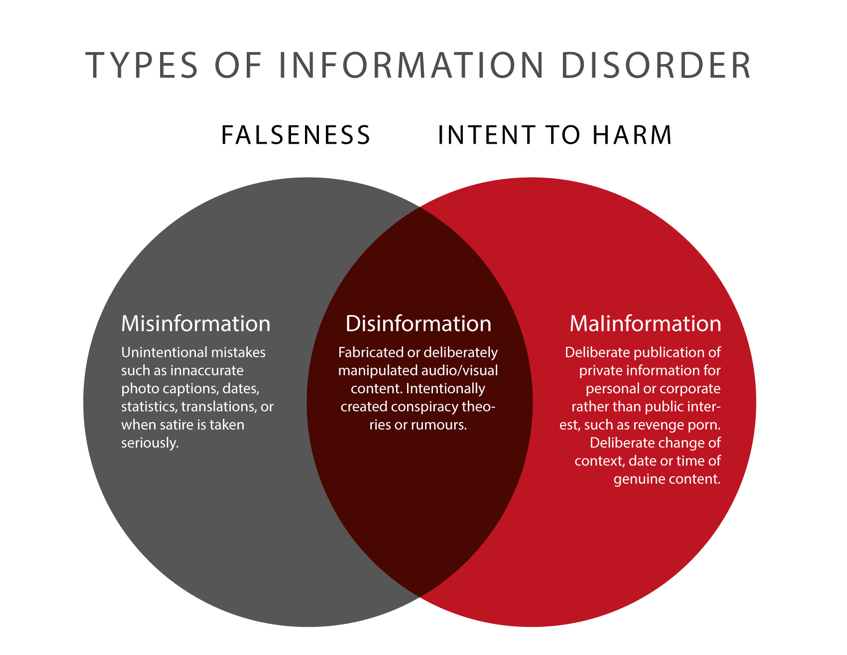 TYPES OF INFORMATION DISORDER
FALSENESS
INTENT TO HARM
Misinformation
Unintentional mistakes
such as innaccurate
photo captions, dates,
statistics, translations, or
when satire is taken
seriously.
Disinformation
Fabricated or deliberately
manipulated audio/visual
content. Intentionally
created conspiracy theo-
ries or rumours.
Malinformation
Deliberate publication of
private information for
personal or corporate
rather than public inter-
est, such as revenge porn.
Deliberate change of
context, date or time of
genuine content.